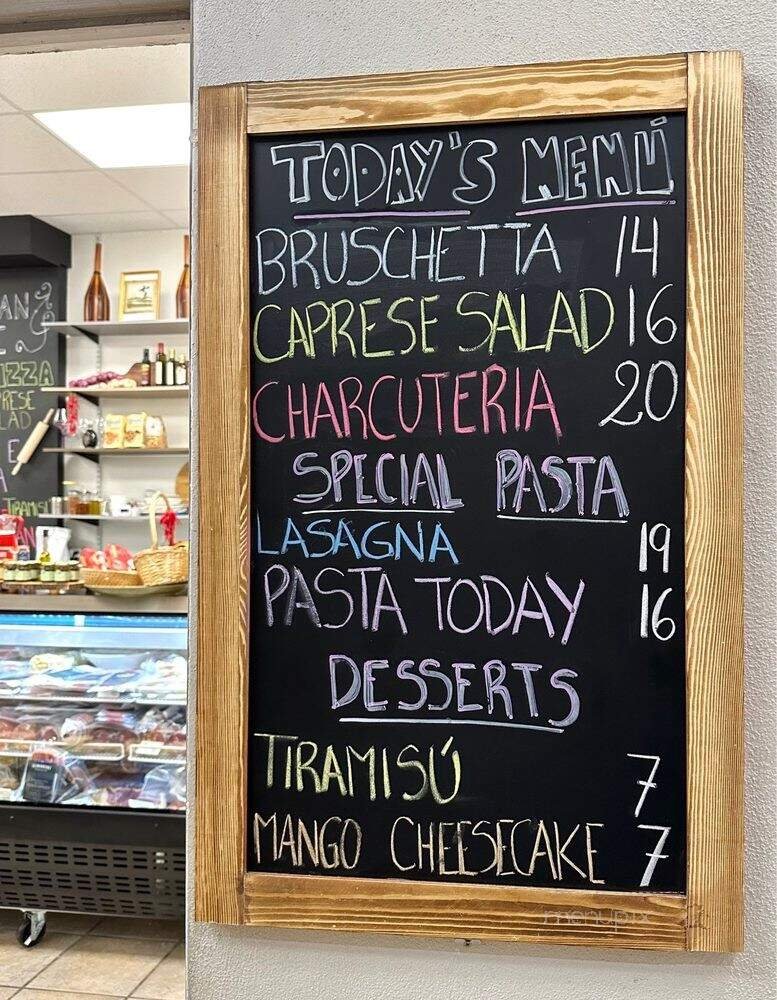 TODAY'S MENÚ
BRUSCHETTA 14
CAPRESE SALAD 16
CHARCUTERIA 20
SPECIAL PASTA
LASAGNA 19
PASTA TODAY 16
DESSERTS
TIRAMISÚ 7
MANGO CHEESECAKE 7
menupix